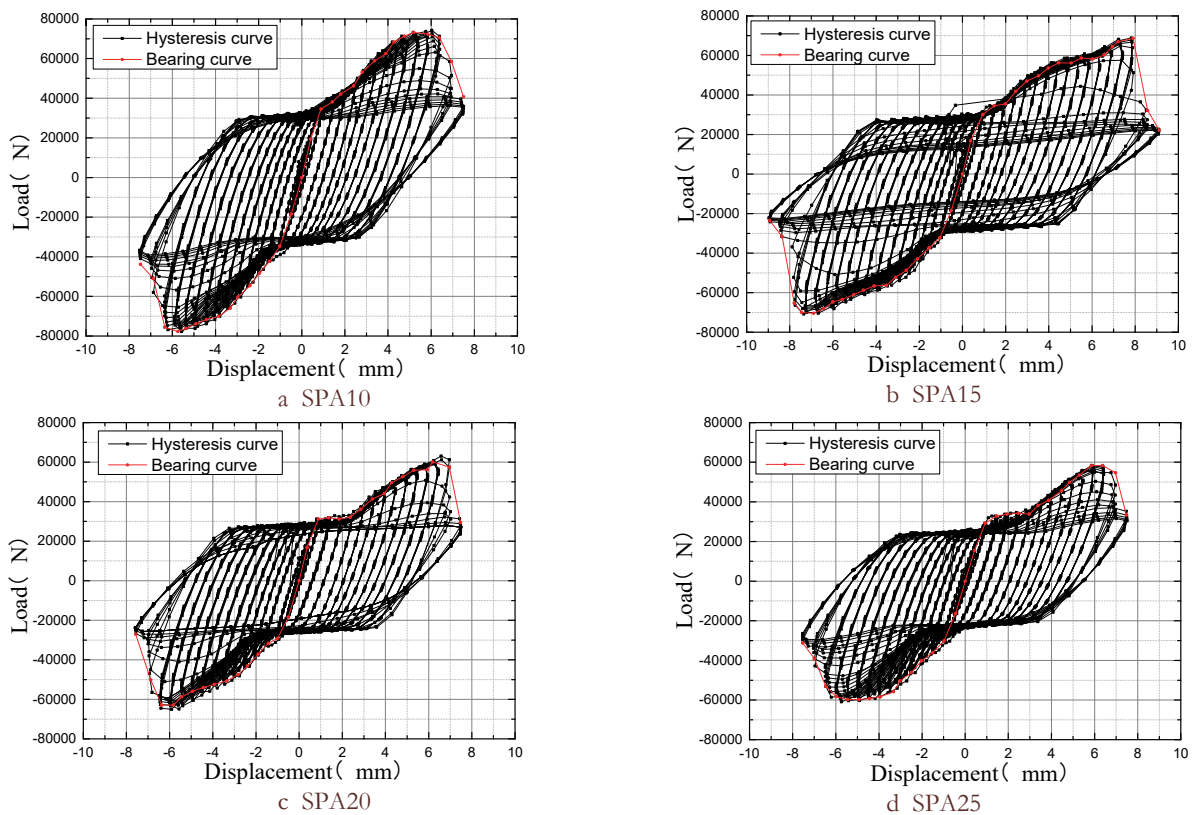 80000
60000
40000
20000
0
-20000
-40000
-60000
-80000
Load( N)
Hysteresis curve
Bearing curve
-10 -8 -6 -4 -2 0 2 4 6 8 10
Displacement( mm)
a SPA10
80000
60000
40000
20000
0
-20000
-40000
-60000
-80000
Load( N)
Hysteresis curve
Bearing curve
-10 -8 -6 -4 -2 0 2 4 6 8 10
Displacement( mm)
b SPA15
80000
60000
40000
20000
0
-20000
-40000
-60000
-80000
Load( N)
Hysteresis curve
Bearing curve
-10 -8 -6 -4 -2 0 2 4 6 8 10
Displacement( mm)
c SPA20
80000
60000
40000
20000
0
-20000
-40000
-60000
-80000
Load( N)
Hysteresis curve
Bearing curve
-10 -8 -6 -4 -2 0 2 4 6 8 10
Displacement( mm)
d SPA25